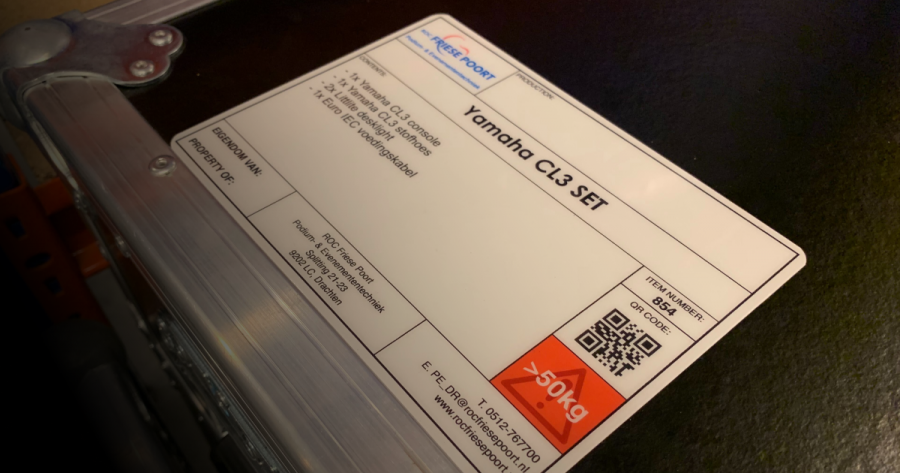 ROC
FRIESE POORT
Podium- & Evenemententechniek
PRODUCTION:
Yamaha CL3 SET
CONTENTS
- 1x Yamaha CL3 console
- 1x Yamaha CL3 stofhoes
- 2x Littlite desklight
- 1x Euro IEC voedingskabel
ITEM NUMBER:
854
QR CODE:
>50kg
EIGENDOM VAN:
PROPERTY OF:
ROC Friese Poort
Podium- & Evenemententechniek
Splitting 21-23
9202 LC, Drachten
T. 0512-767700
E. PE_DR@rocfriesepoort.nl
www.rocfriesepoort